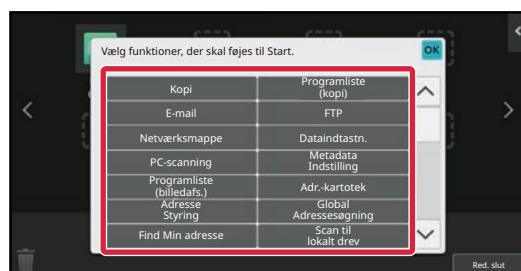 Vælg funktioner, der skal føjes til Start.
OK
Kopi
Programliste
(kopi)
E-mail
FTP
Netværksmappe
Dataindtastn.
PC-scanning
Metadata
Indstilling
Programliste
(billedafs.)
Adr.-kartotek
Adresse
Styring
Global
Adressesøgning
Find Min adresse
Scan til
lokalt drev
Red. slut